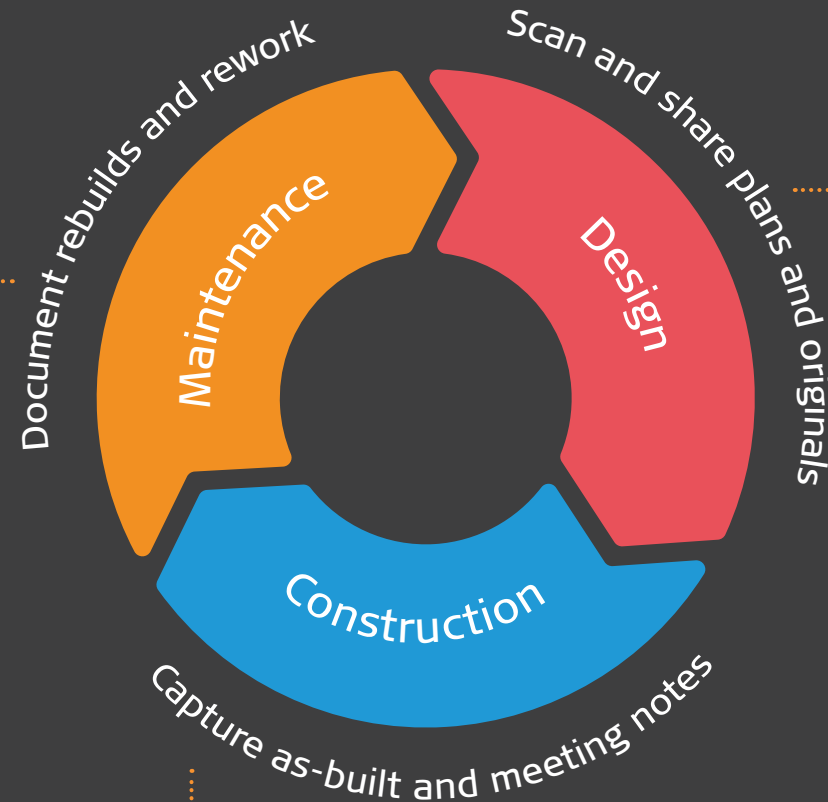 Scan and share plans and originals
Design
Capture as-built and meeting notes
Construction
Document rebuilds and rework
Maintenance